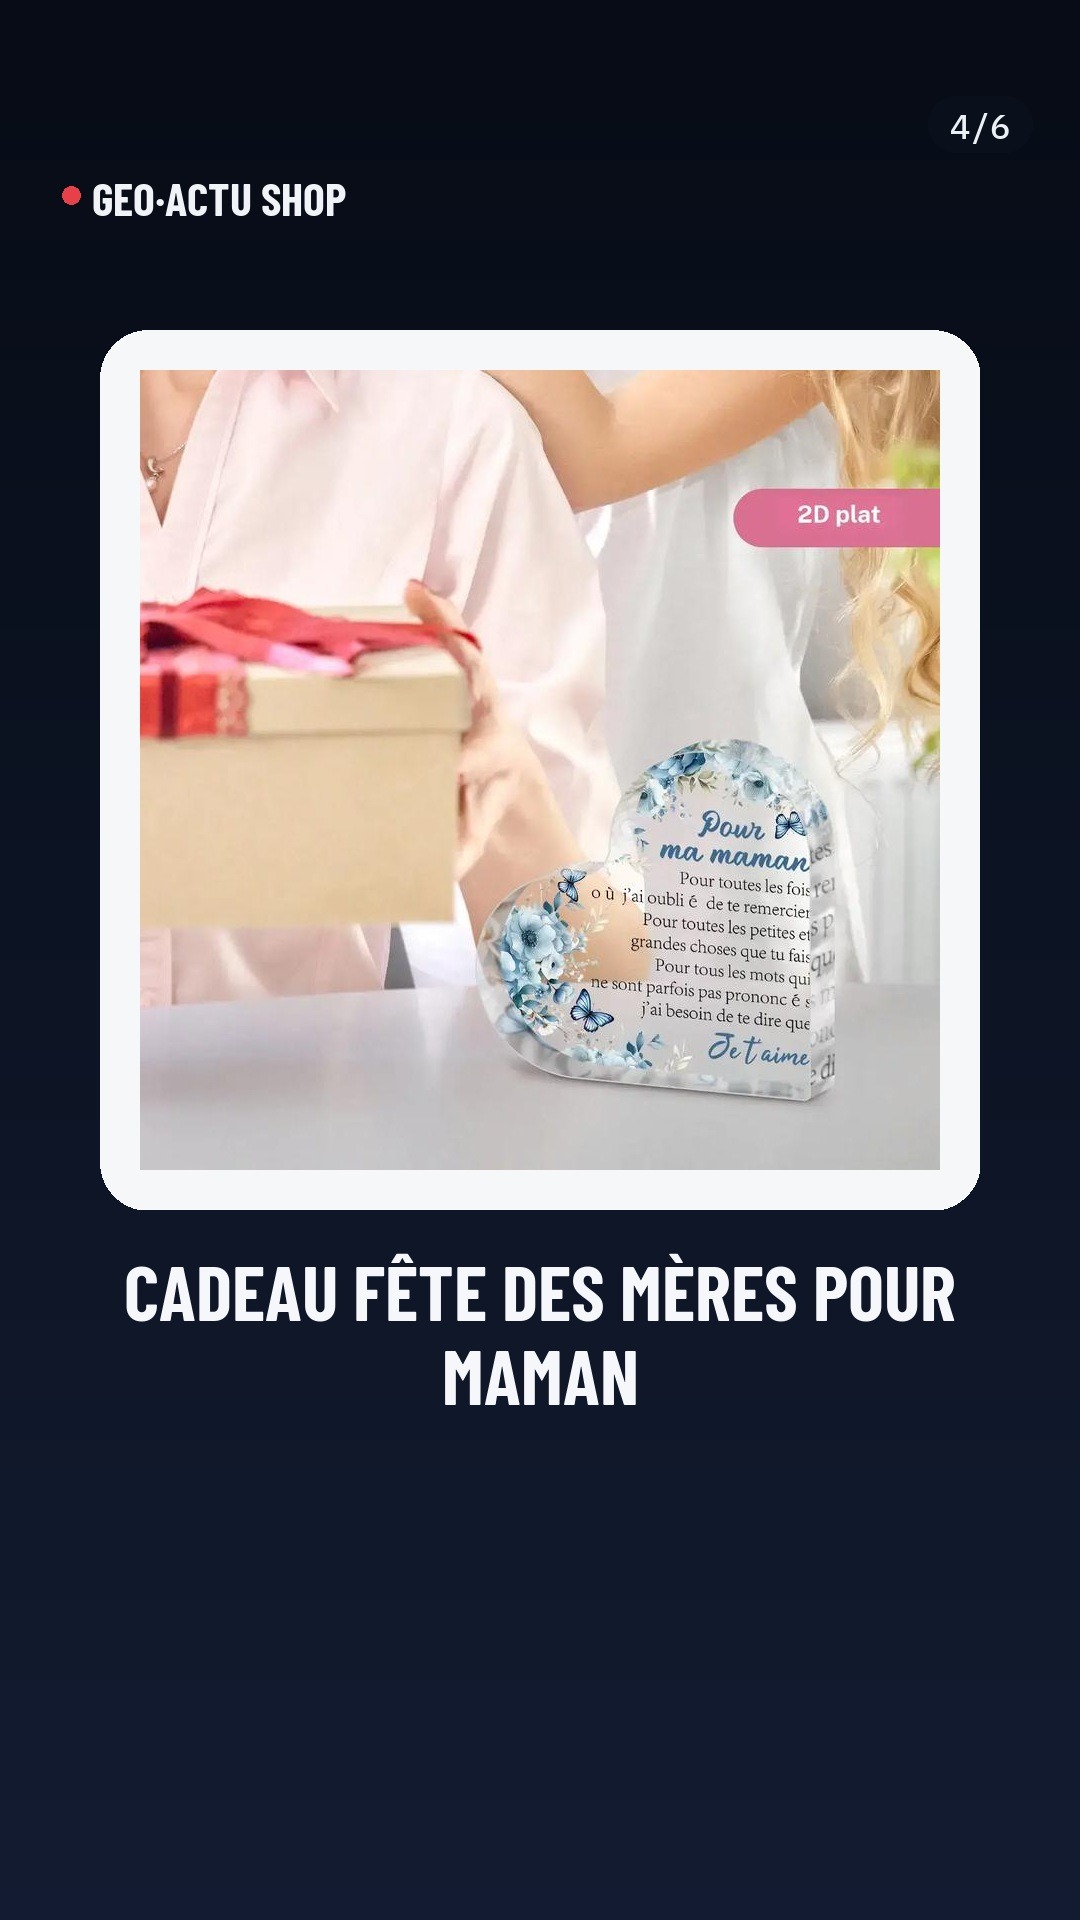 4/6
GEO·ACTU SHOP
2D plat
Pour
ma maman
Pour toutes les fois
où j'ai oublié de te remercier
Pour toutes les petites et
grandes choses que tu fais
Pour tous les mots qui
ne sont parfois pas prononcés
j'ai besoin de te dire que
Je t'aime
CADEAU FÊTE DES MÈRES POUR
MAMAN